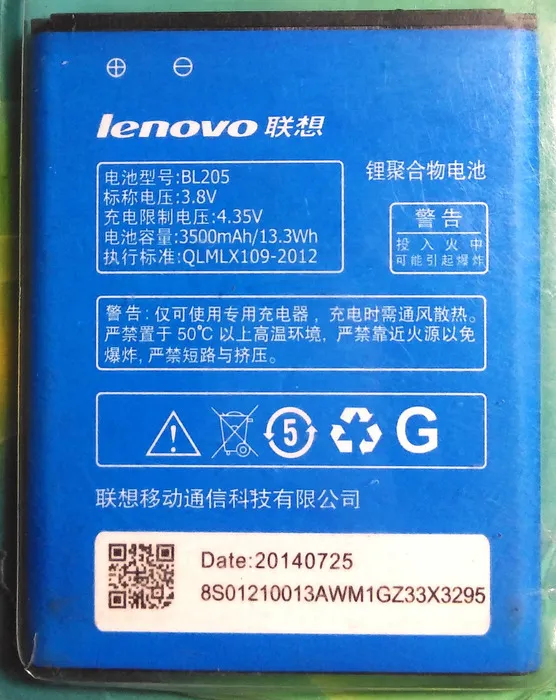 ⊕ ⊖
lenovo 联想
电池型号:BL205
标称电压:3.8V
充电限制电压:4.35V
电池容量:3500mAh/13.3Wh
执行标准:QLMLX109-2012
锂聚合物电池
警告
投入火中
可能引起爆炸
警告: 仅可使用专用充电器，充电时需通风散热。
严禁置于50℃以上高温环境，严禁靠近火源以免
爆炸, 严禁短路与挤压。
5 G
联想移动通信科技有限公司
Date:20140725
8S01210013AWM1GZ33X3295